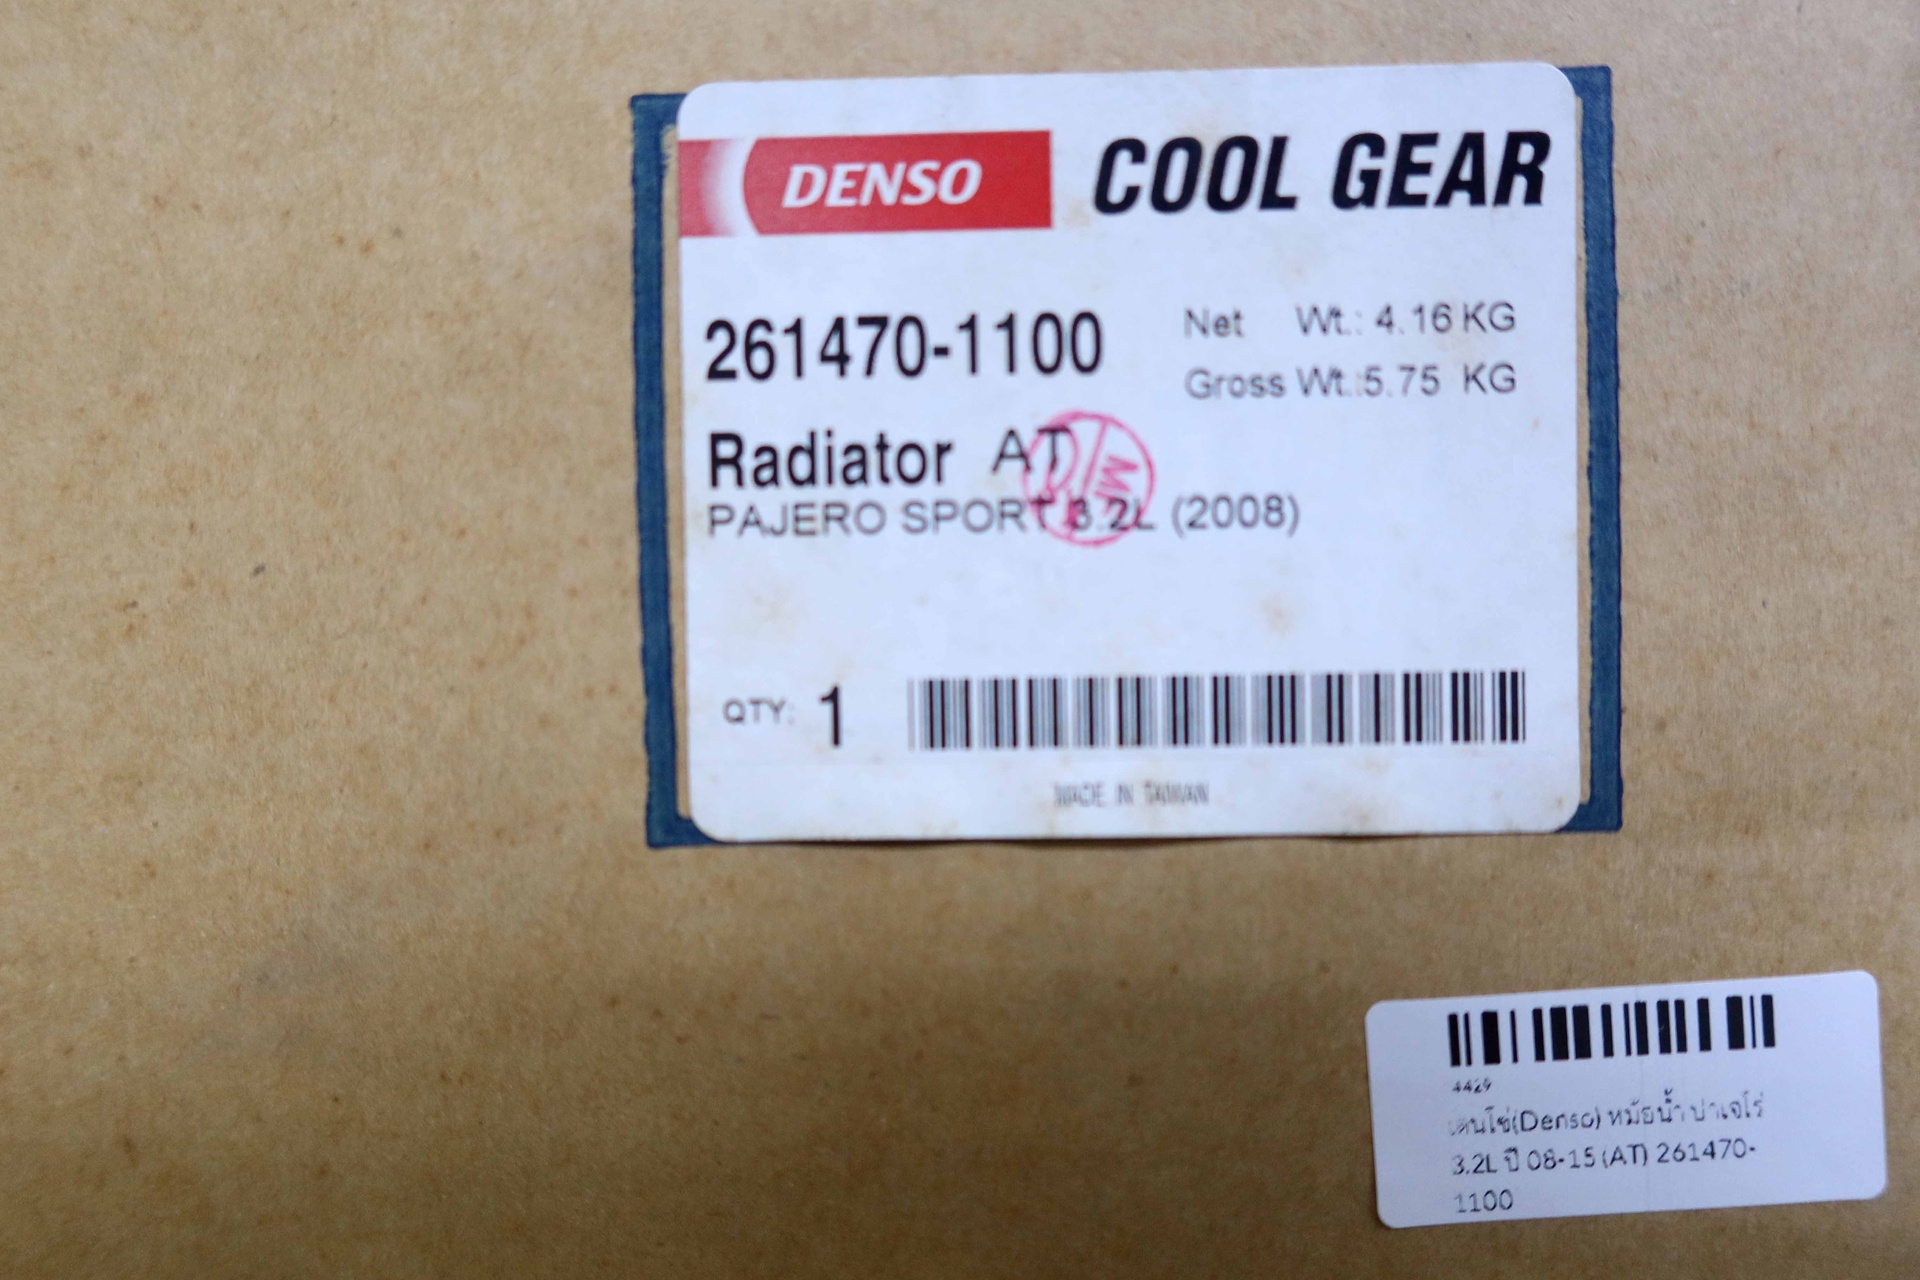 DENSO COOL GEAR
261470-1100
Net Wt.: 4.16 KG
Gross Wt.:5.75 KG
Radiator AT
PAJERO SPORT 3.2L (2008)
QTY: 1
MADE IN TAIWAN
4429
เดนโซ่(Denso) หม้อน้ำ ปาเจโร่
3.2L ปี 08-15 (AT) 261470-
1100